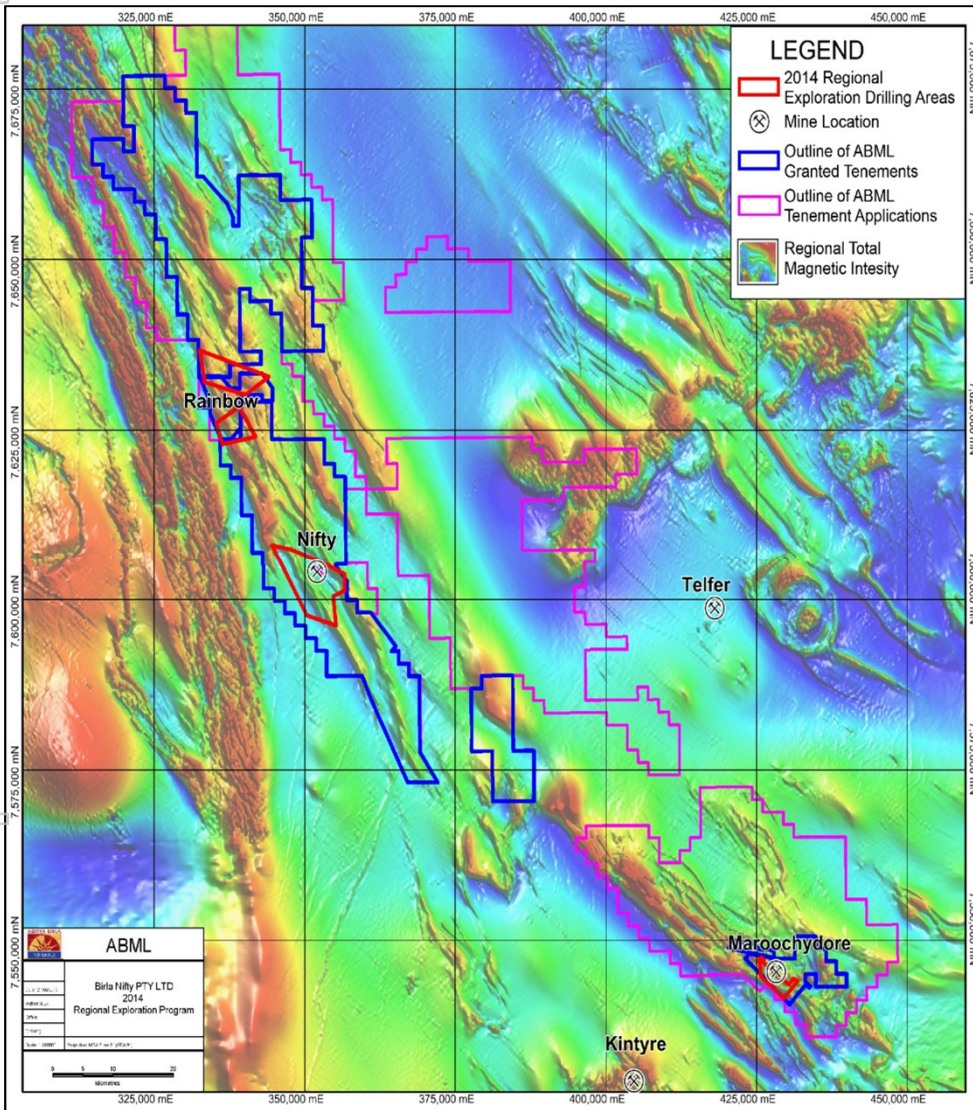 325,000 mE
350,000 mE
375,000 mE
400,000 mE
425,000 mE
450,000 mE
LEGEND
2014 Regional
Exploration Drilling Areas
Mine Location
Outline of ABML
Granted Tenements
Outline of ABML
Tenement Applications
Regional Total
Magnetic Intesity
7,675,000 mN
7,650,000 mN
7,625,000 mN
7,600,000 mN
7,575,000 mN
7,550,000 mN
Rainbow
Nifty
Telfer
Maroochydore
Kintyre
ADITYA BIRLA
ABML
Birla Nifty PTY LTD
2014
Regional Exploration Program
0 5 10 20
kilometres
325,000 mE
350,000 mE
375,000 mE
400,000 mE
425,000 mE
450,000 mE